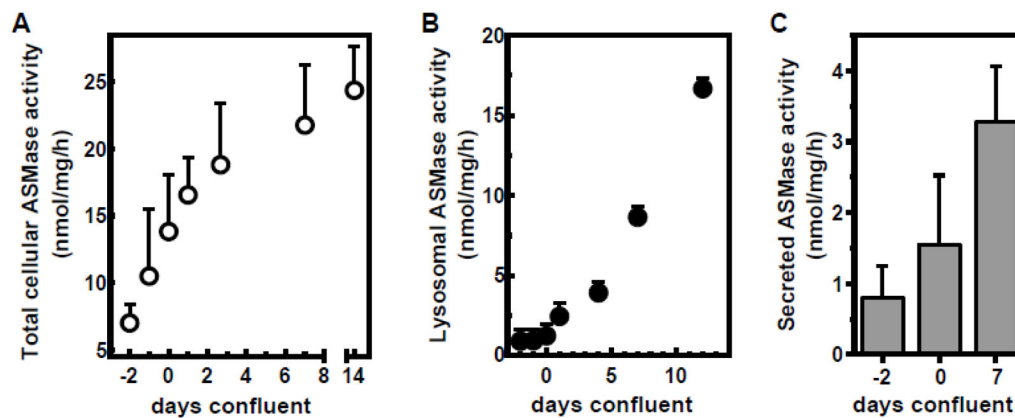 A
Total cellular ASMase activity
(nmol/mg/h)
25
20
15
10
5
-2 0 2 4 6 8 14
days confluent
B
Lysosomal ASMase activity
(nmol/mg/h)
20
15
10
5
0
0 5 10
days confluent
C
Secreted ASMase activity
(nmol/mg/h)
4
3
2
1
0
-2 0 7
days confluent